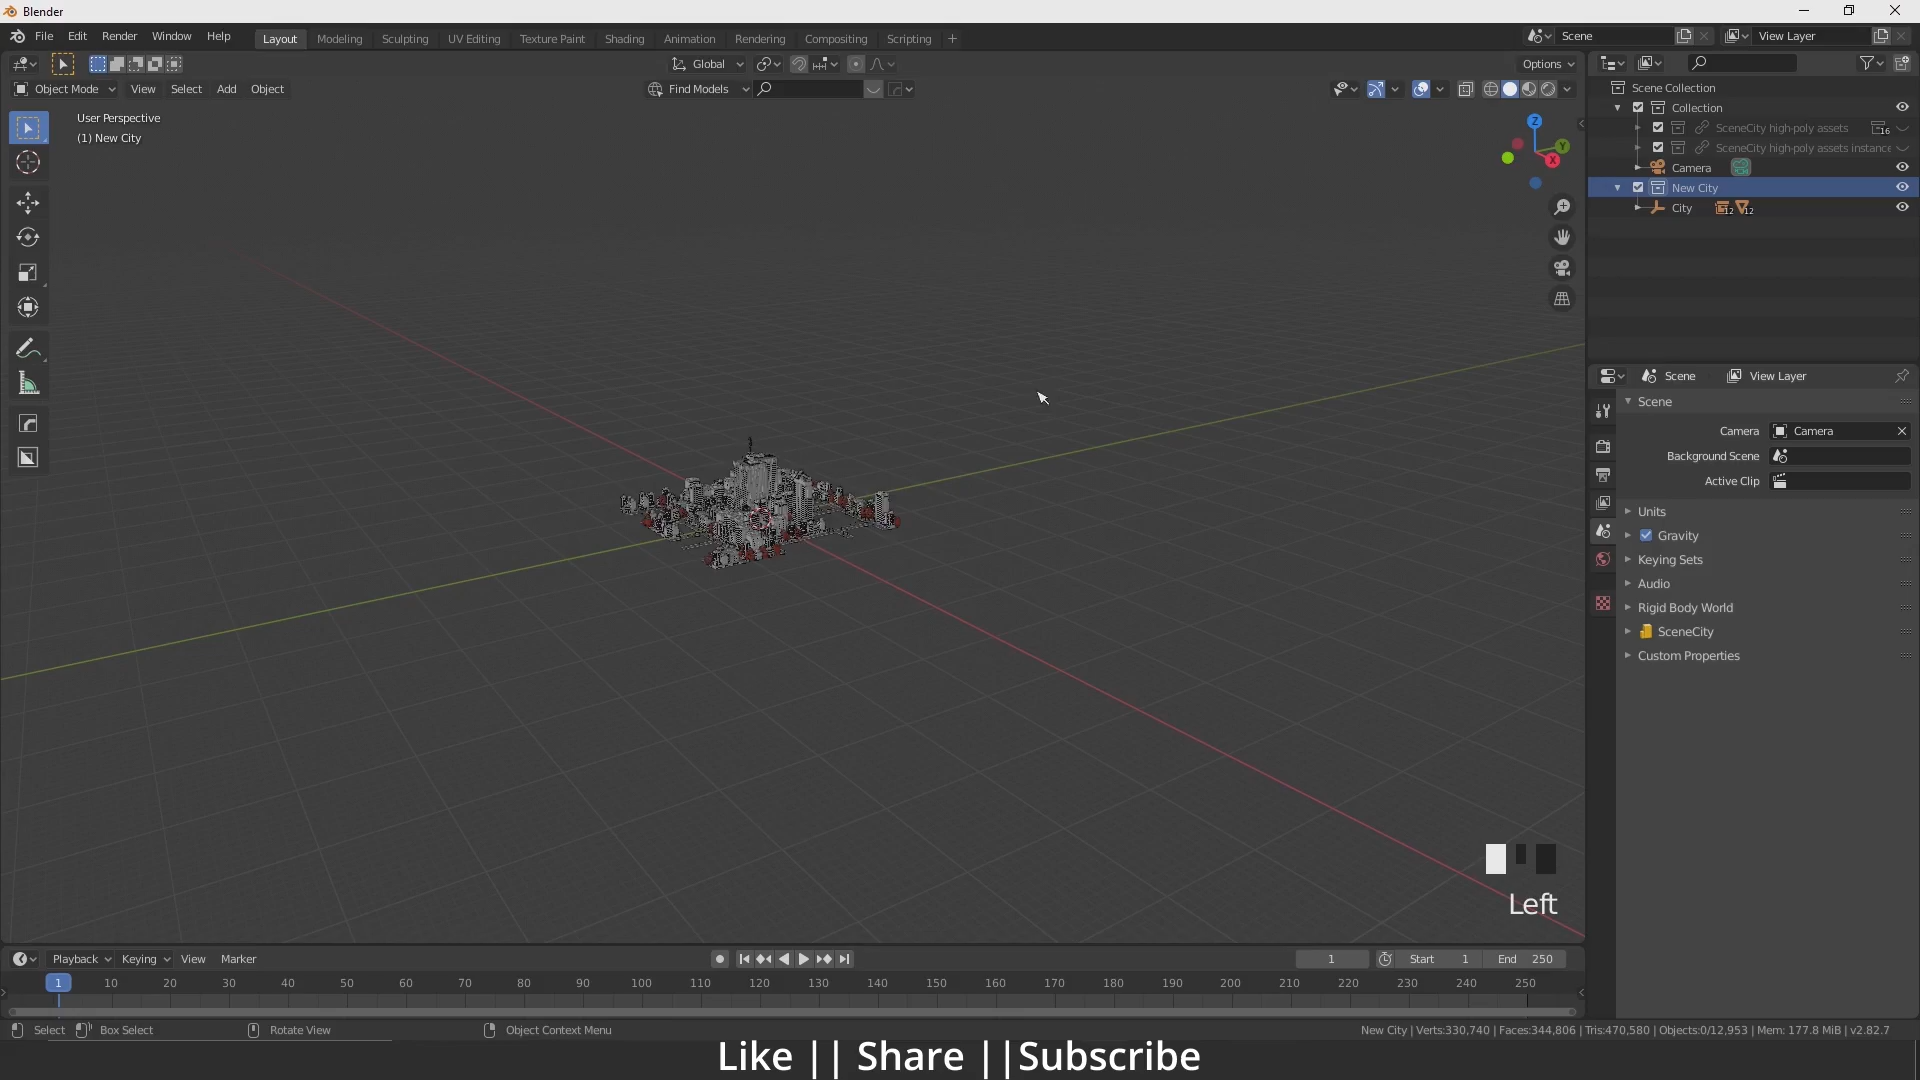 Blender
File Edit Render Window Help Layout Modeling Sculpting UV Editing Texture Paint Shading Animation Rendering Compositing Scripting + Scene View Layer
Global Options
Object Mode View Select Add Object Find Models
User Perspective
(1) New City
Z
Y
X
Scene Collection
Collection
SceneCity high-poly assets 16
SceneCity high-poly assets instance
Camera
New City
City 12 12
Scene View Layer
Scene
Camera Camera
Background Scene
Active Clip
Units
Gravity
Keying Sets
Audio
Rigid Body World
SceneCity
Custom Properties
Left
Playback Keying View Marker 1 Start 1 End 250
1 10 20 30 40 50 60 70 80 90 100 110 120 130 140 150 160 170 180 190 200 210 220 230 240 250
Select Box Select Rotate View Object Context Menu New City | Verts:330,740 | Faces:344,806 | Tris:470,580 | Objects:0/12,953 | Mem: 177.8 MiB | v2.82.7
Like || Share ||Subscribe